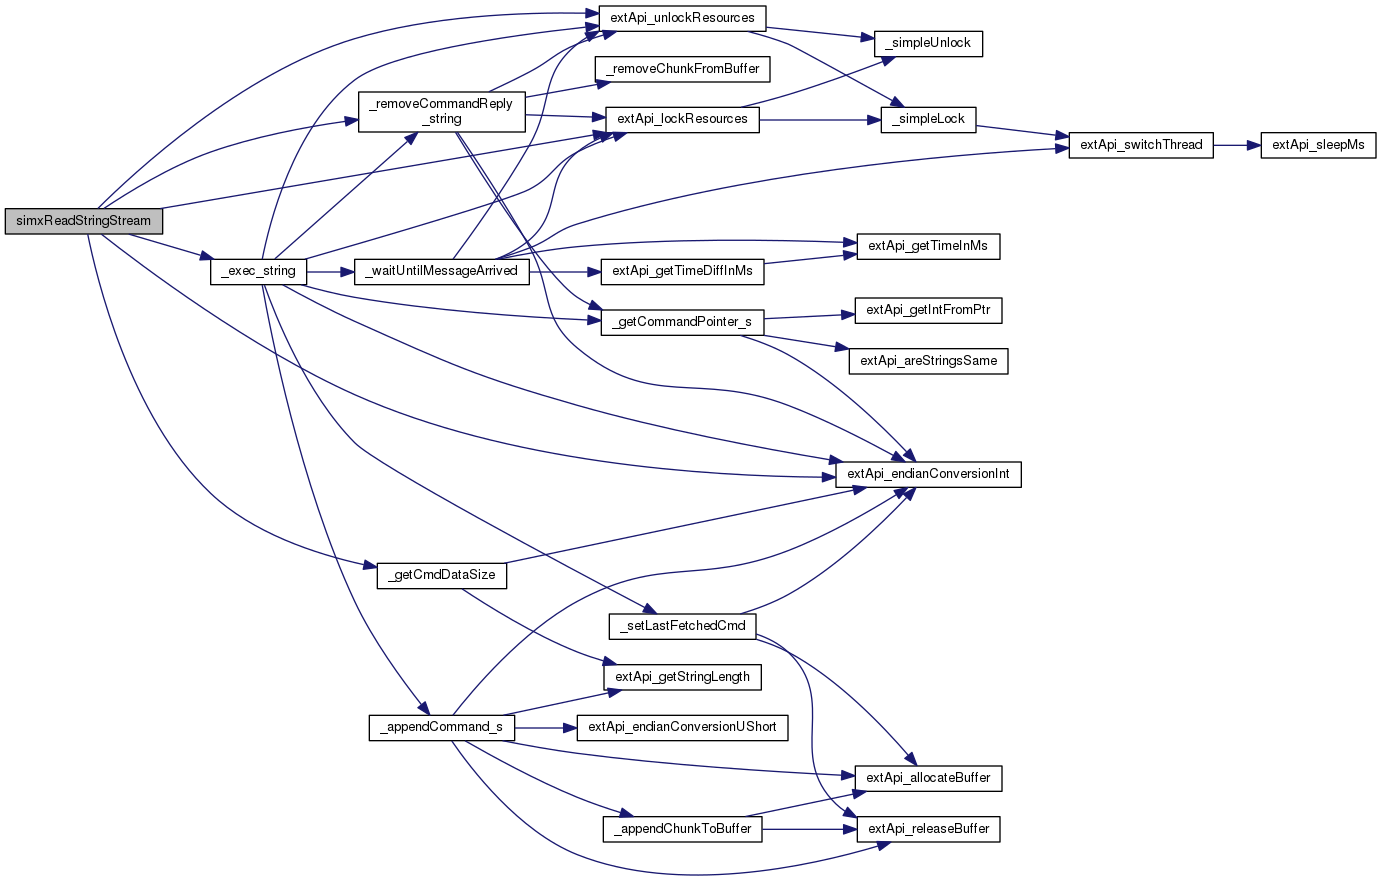 extApi_unlockResources
_simpleUnlock
_removeChunkFromBuffer
_removeCommandReply
_string
extApi_lockResources
_simpleLock
extApi_switchThread
extApi_sleepMs
simxReadStringStream
extApi_getTimeInMs
_exec_string
_waitUntilMessageArrived
extApi_getTimeDiffInMs
extApi_getIntFromPtr
_getCommandPointer_s
extApi_areStringsSame
extApi_endianConversionInt
_getCmdDataSize
_setLastFetchedCmd
extApi_getStringLength
_appendCommand_s
extApi_endianConversionUShort
extApi_allocateBuffer
_appendChunkToBuffer
extApi_releaseBuffer